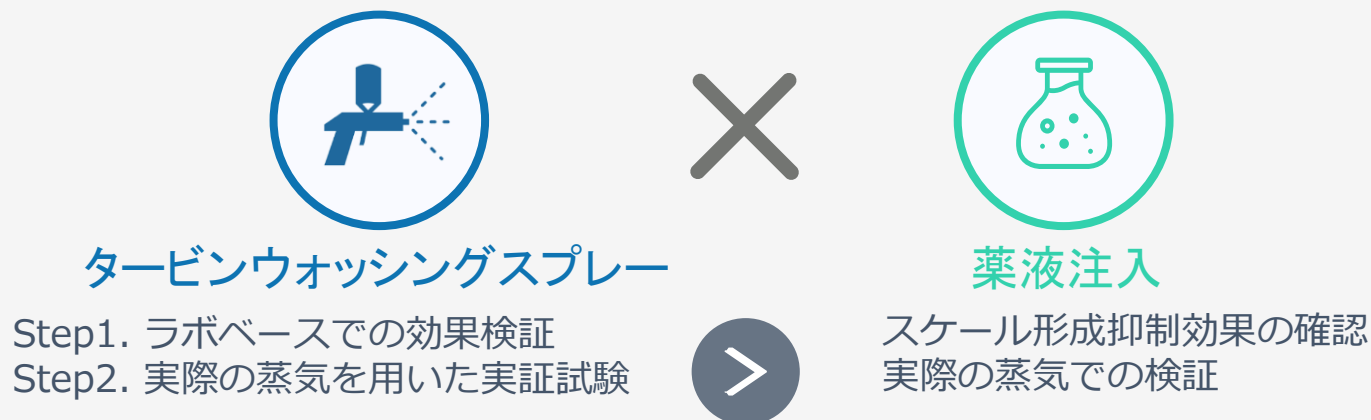 タービンウォッシングスプレー
Step1. ラボベースでの効果検証
Step2. 実際の蒸気を用いた実証試験
薬液注入
スケール形成抑制効果の確認
実際の蒸気での検証